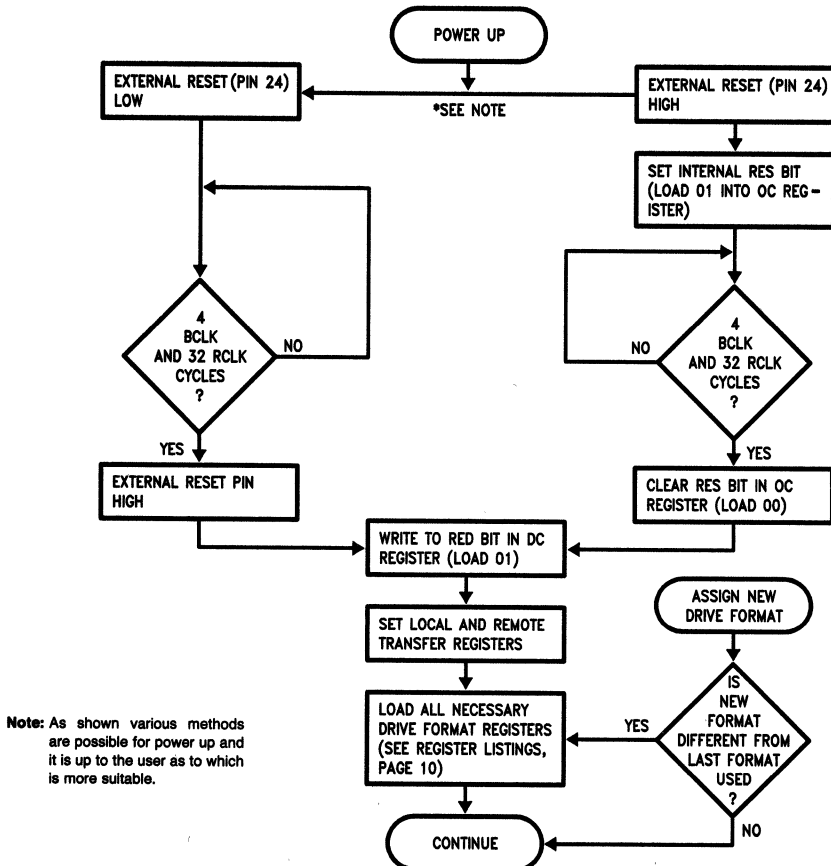 POWER UP
EXTERNAL RESET (PIN 24)
LOW
*SEE NOTE
EXTERNAL RESET (PIN 24)
HIGH
SET INTERNAL RES BIT
(LOAD 01 INTO OC REG-
ISTER)
4
BCLK
AND 32 RCLK
CYCLES
?
NO
YES
4
BCLK
AND 32 RCLK
CYCLES
?
NO
YES
EXTERNAL RESET PIN
HIGH
CLEAR RES BIT IN OC
REGISTER (LOAD 00)
WRITE TO RED BIT IN DC
REGISTER (LOAD 01)
SET LOCAL AND REMOTE
TRANSFER REGISTERS
ASSIGN NEW
DRIVE FORMAT
LOAD ALL NECESSARY
DRIVE FORMAT REGISTERS
(SEE REGISTER LISTINGS,
PAGE 10)
YES
IS
NEW
FORMAT
DIFFERENT FROM
LAST FORMAT
USED
?
NO
CONTINUE
Note: As shown various methods
are possible for power up and
it is up to the user as to which
is more suitable.